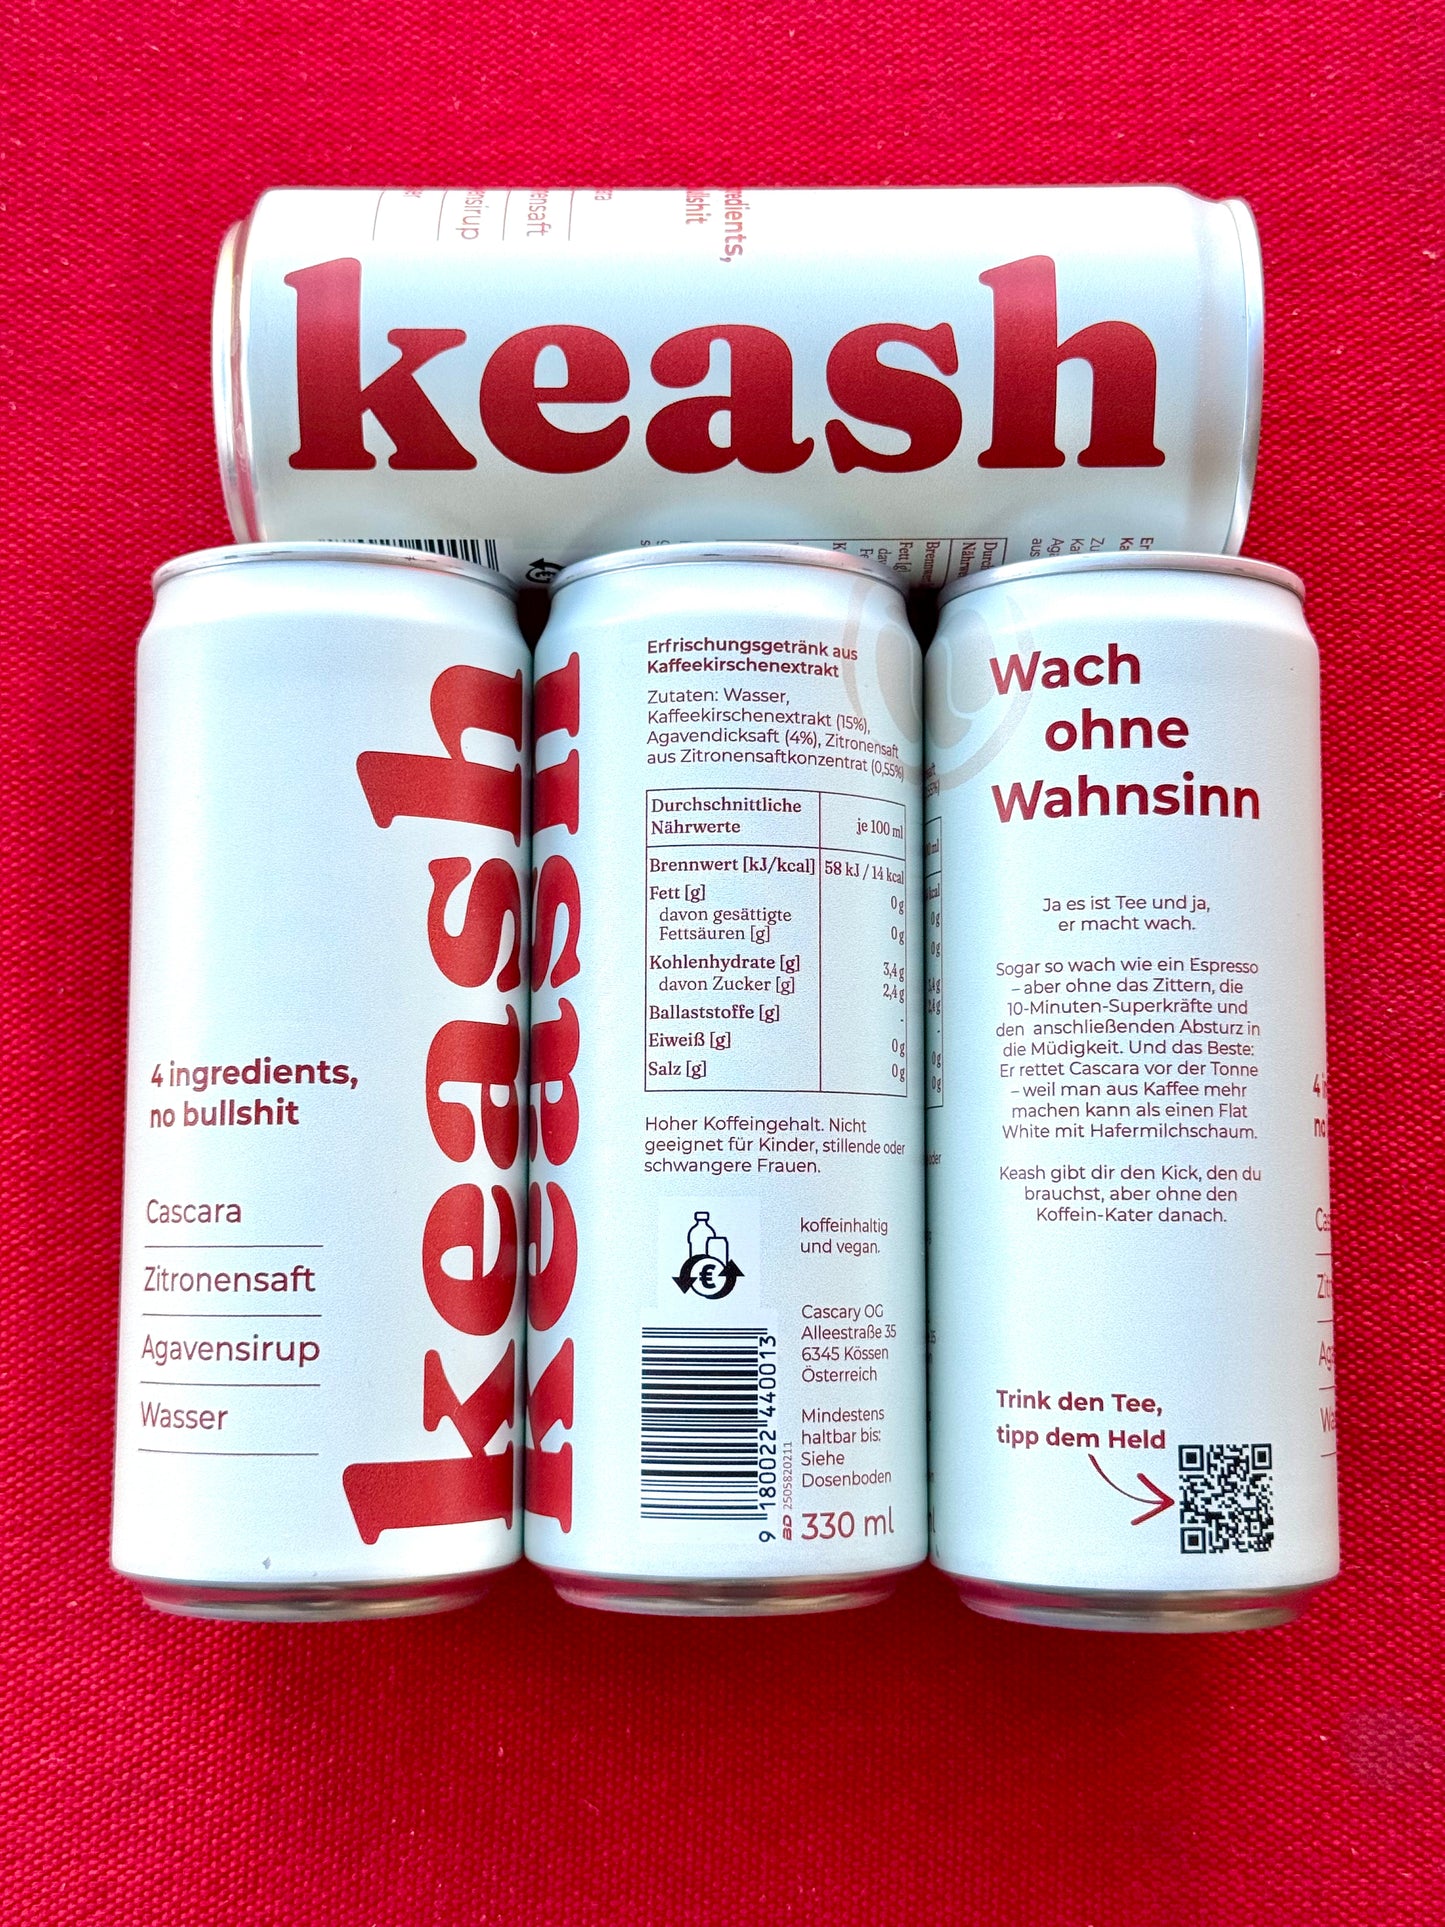 edients,
llshit
ensaft
ensirup
keash
keash
4 ingredients,
no bullshit
Cascara
Zitronensaft
Agavensirup
Wasser
keash
Erfrischungsgetränk aus
Kaffeekirschenextrakt
Zutaten: Wasser,
Kaffeekirschenextrakt (15%),
Agavendicksaft (4%), Zitronensaft
aus Zitronensaftkonzentrat (0,55%)
Durchschnittliche
Nährwerte je 100 ml
Brennwert [kJ/kcal] 58 kJ / 14 kcal
Fett [g] 0 g
davon gesättigte
Fettsäuren [g] 0 g
Kohlenhydrate [g] 3,4 g
davon Zucker [g] 2,4 g
Ballaststoffe [g] -
Eiweiß [g] 0 g
Salz [g] 0 g
Hoher Koffeingehalt. Nicht
geeignet für Kinder, stillende oder
schwangere Frauen.
€
koffeinhaltig
und vegan.
Cascary OG
Alleestraße 35
6345 Kössen
Österreich
Mindestens
haltbar bis:
Siehe
Dosenboden
330 ml
9 180022 440013
BD 2505820211
Wach
ohne
Wahnsinn
Ja es ist Tee und ja,
er macht wach.
Sogar so wach wie ein Espresso
– aber ohne das Zittern, die
10-Minuten-Superkräfte und
den anschließenden Absturz in
die Müdigkeit. Und das Beste:
Er rettet Cascara vor der Tonne
– weil man aus Kaffee mehr
machen kann als einen Flat
White mit Hafermilchschaum.
Keash gibt dir den Kick, den du
brauchst, aber ohne den
Koffein-Kater danach.
Trink den Tee,
tipp dem Held